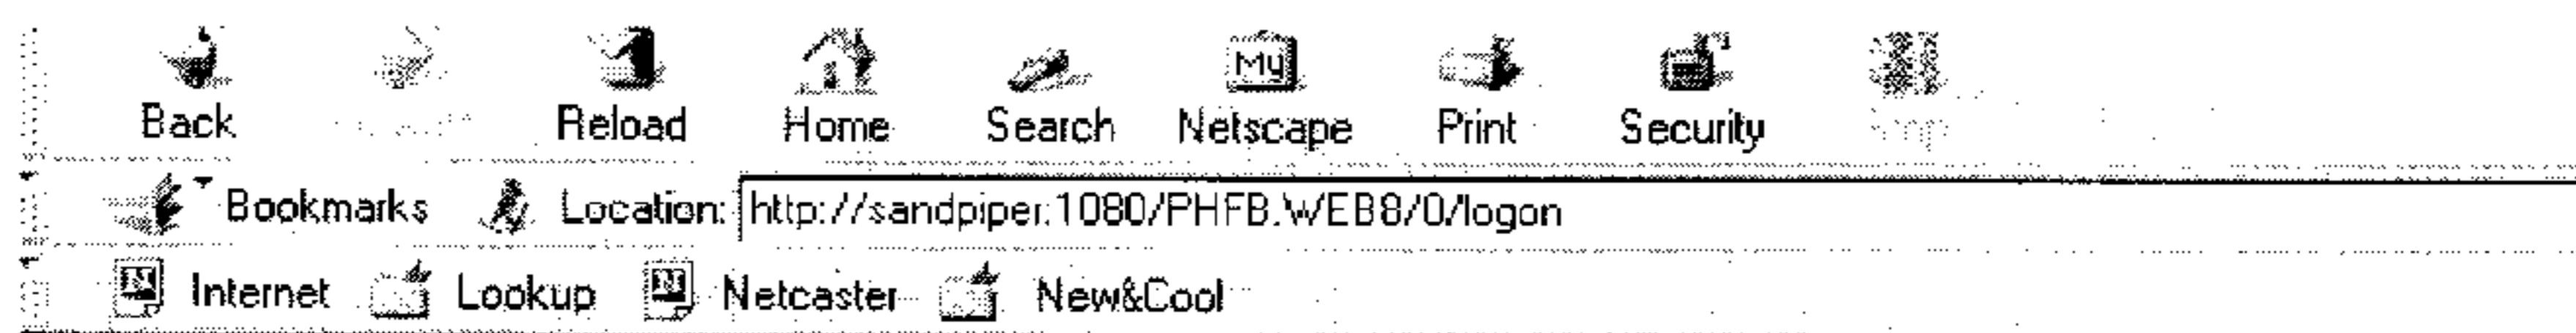 My
Back Reload Home Search Netscape Print Security
Bookmarks Location: http://sandpiper:1080/PHFB.WEB8/0/logon
Internet Lookup Netcaster New&Cool